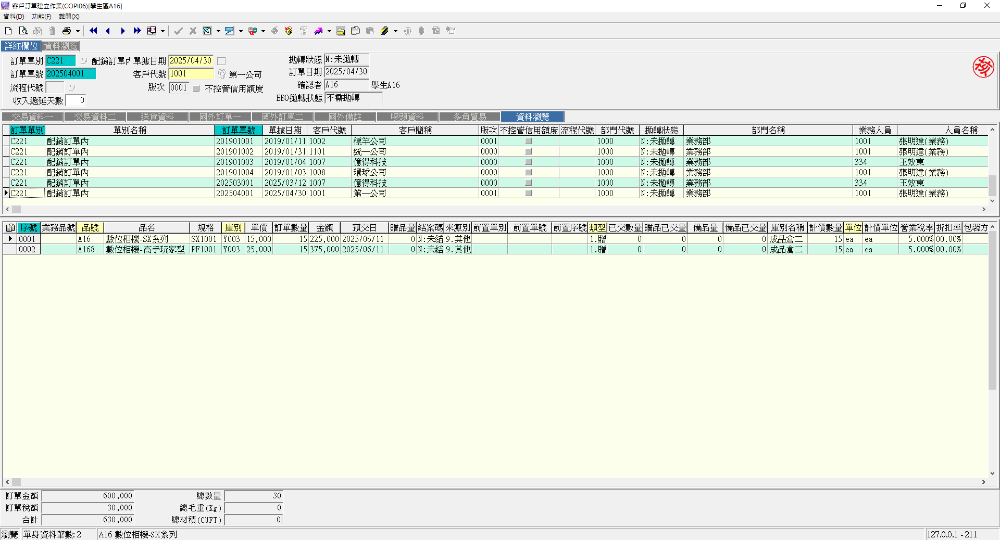 客戶訂單建立作業(COPI06)[學生區A16]
資料(D) 功能(F) 離開(X)
詳細欄位 資料瀏覽
訂單單別 C221 配銷訂單內 單據日期 2025/04/30 拋轉狀態 N:未拋轉
訂單單號 202504001 客戶代號 1001 第一公司 訂單日期 2025/04/30
流程代號 版次 0001 不控管信用額度 確認者 A16 學生A16
收入遞延天數 0 EBO拋轉狀態 不需拋轉
核
交易資料一 交易資料二 送貨資料 國外訂單一 國外訂單二 國外備註 嘜頭資料 多角貿易 資料瀏覽
訂單單別 單別名稱 訂單單號 單據日期 客戶代號 客戶簡稱 版次 不控管信用額度 流程代號 部門代號 拋轉狀態 部門名稱 業務人員 人員名稱
C221 配銷訂單內 201901001 2019/01/11 1002 標竿公司 0001 1000 N:未拋轉 業務部 1001 張明達(業務)
C221 配銷訂單內 201901002 2019/01/31 1101 統一公司 0000 1000 N:未拋轉 業務部 1001 張明達(業務)
C221 配銷訂單內 201901003 2019/01/04 1007 億得科技 0000 1000 N:未拋轉 業務部 334 王效東
C221 配銷訂單內 201901004 2019/01/03 1008 環球公司 0000 1000 N:未拋轉 業務部 1001 張明達(業務)
C221 配銷訂單內 202503001 2025/03/12 1007 億得科技 0000 1000 N:未拋轉 業務部 334 王效東
C221 配銷訂單內 202504001 2025/04/30 1001 第一公司 0001 1000 N:未拋轉 業務部 1001 張明達(業務)
序號 業務品號 品號 品名 規格 庫別 單價 訂單數量 金額 預交日 贈品量 結案碼 來源別 前置單別 前置單號 前置序號 類型 已交數量 贈品已交量 備品量 備品已交量 庫別名稱 計價數量 單位 計價單位 營業稅率 折扣率 包裝方
0001 A16 數位相機-SX系列 SX1001 Y003 15,000 15 225,000 2025/06/11 0 N:未結 9.其他 1.贈 0 0 0 0 成品倉二 15 ea ea 5.000% 00.00%
0002 A168 數位相機-高手玩家型 PF1001 Y003 25,000 15 375,000 2025/06/11 0 N:未結 9.其他 1.贈 0 0 0 0 成品倉二 15 ea ea 5.000% 00.00%
訂單金額 600,000 總數量 30
訂單稅額 30,000 總毛重(Kg) 0
合計 630,000 總材積(CUFT) 0
瀏覽 單身資料筆數: 2 A16 數位相機-SX系列 127.0.0.1 - 211